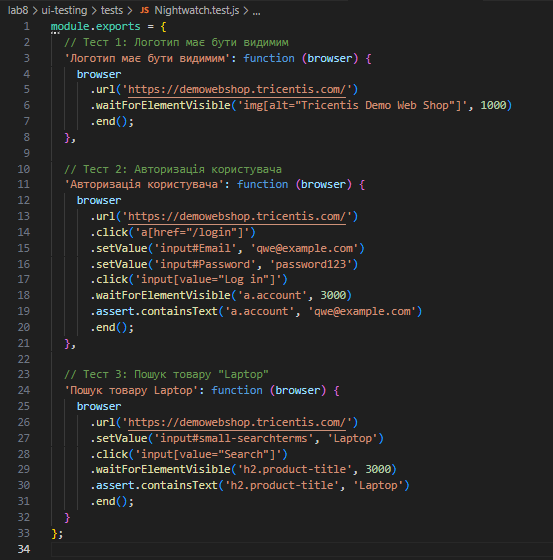 lab8 > ui-testing > tests > JS Nightwatch.test.js > ...
1 module.exports = {
2 // Тест 1: Логотип має бути видимим
3 'Логотип має бути видимим': function (browser) {
4 browser
5 .url('https://demowebshop.tricentis.com/')
6 .waitForElementVisible('img[alt="Tricentis Demo Web Shop"]', 1000)
7 .end();
8 },
9
10 // Тест 2: Авторизація користувача
11 'Авторизація користувача': function (browser) {
12 browser
13 .url('https://demowebshop.tricentis.com/')
14 .click('a[href="/login"]')
15 .setValue('input#Email', 'qwe@example.com')
16 .setValue('input#Password', 'password123')
17 .click('input[value="Log in"]')
18 .waitForElementVisible('a.account', 3000)
19 .assert.containsText('a.account', 'qwe@example.com')
20 .end();
21 },
22
23 // Тест 3: Пошук товару "Laptop"
24 'Пошук товару Laptop': function (browser) {
25 browser
26 .url('https://demowebshop.tricentis.com/')
27 .setValue('input#small-searchterms', 'Laptop')
28 .click('input[value="Search"]')
29 .waitForElementVisible('h2.product-title', 3000)
30 .assert.containsText('h2.product-title', 'Laptop')
31 .end();
32 }
33 };
34